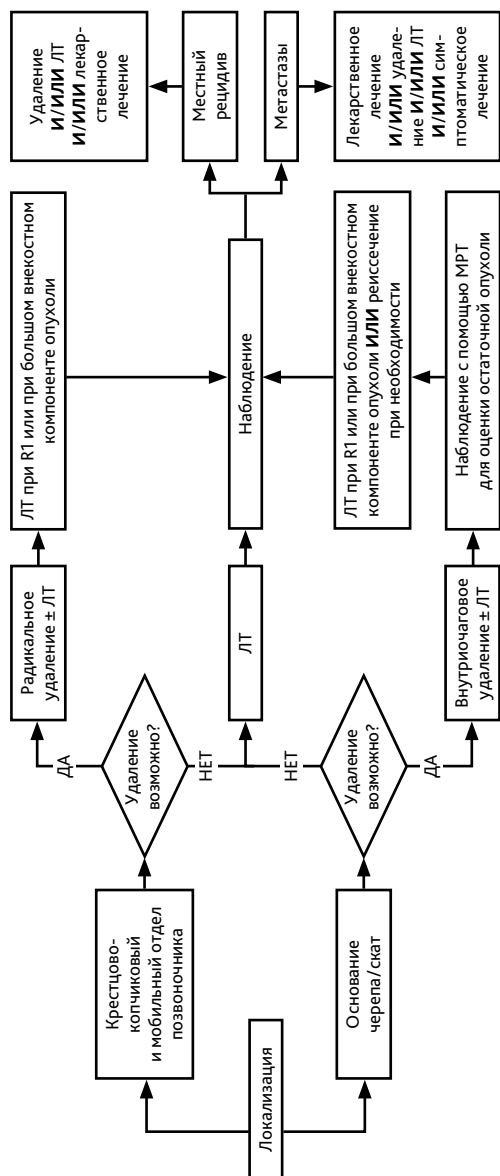 Локализация
Крестцово-
копчиковый
и мобильный отдел
позвоночника
Основание
черепа/скат
Удаление
возможно?
ДА
НЕТ
Удаление
возможно?
НЕТ
ДА
Радикальное
удаление ± ЛТ
ЛТ
Внутриочаговое
удаление ± ЛТ
ЛТ при R1 или при большом внекостном
компоненте опухоли
Наблюдение
ЛТ при R1 или при большом внекостном
компоненте опухоли ИЛИ реиссечение
при необходимости
Наблюдение с помощью МРТ
для оценки остаточной опухоли
Местный
рецидив
Метастазы
Удаление
И/ИЛИ ЛТ
И/ИЛИ лекар-
ственное
лечение
Лекарственное
лечение
И/ИЛИ удале-
ние И/ИЛИ ЛТ
И/ИЛИ сим-
птоматическое
лечение